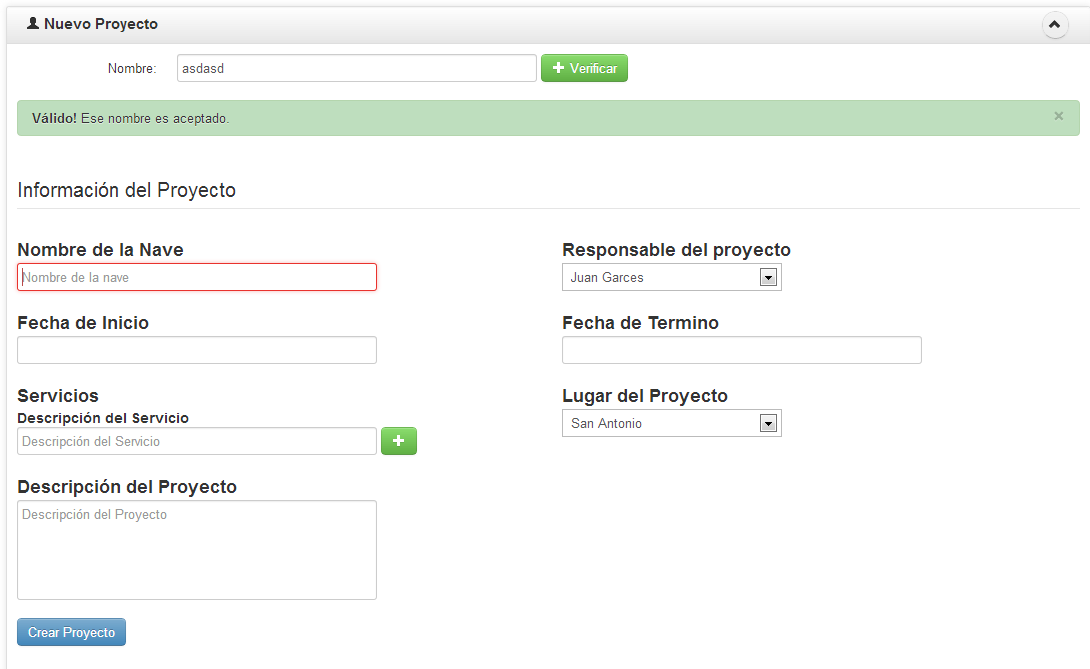 Nuevo Proyecto
Nombre: asdasd Verificar
Válido! Ese nombre es aceptado. ×
Información del Proyecto
Nombre de la Nave
Nombre de la nave
Responsable del proyecto
Juan Garces
Fecha de Inicio
Fecha de Termino
Servicios
Descripción del Servicio
Descripción del Servicio
Lugar del Proyecto
San Antonio
Descripción del Proyecto
Descripción del Proyecto
Crear Proyecto